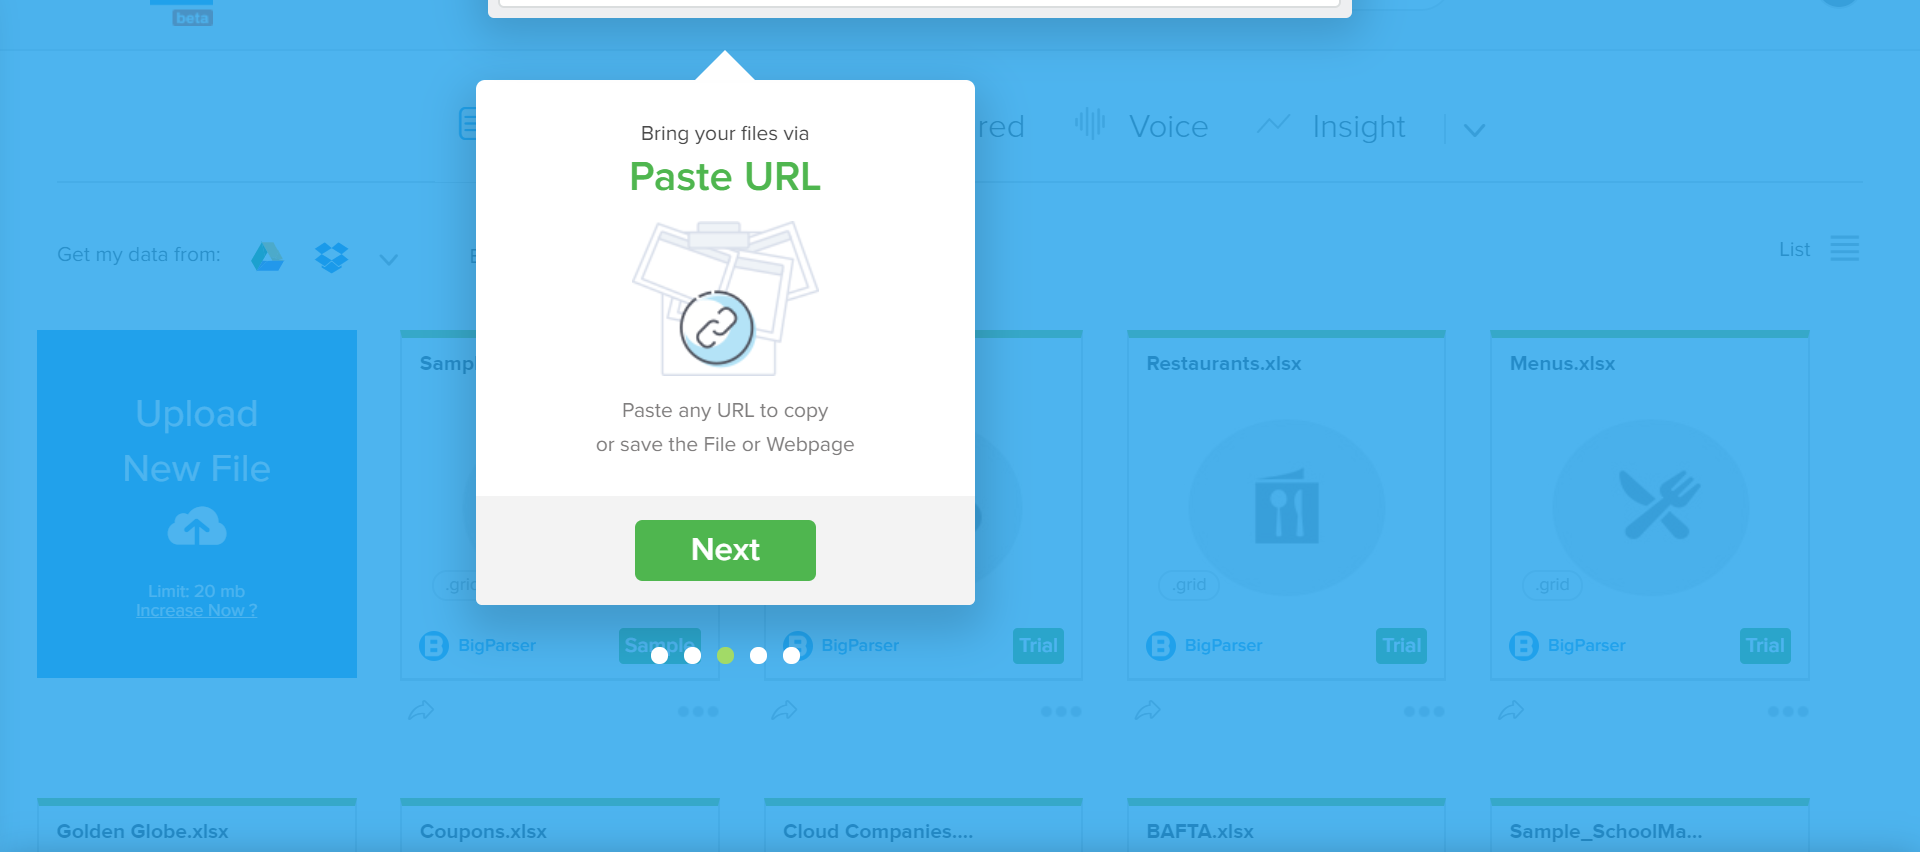 beta
Bring your files via
Paste URL
Paste any URL to copy
or save the File or Webpage
Next
red
Voice
Insight
Get my data from:
List
Upload
New File
Limit: 20 mb
Increase Now ?
Samp
.grid
BigParser
Sample
BigParser
Trial
Restaurants.xlsx
.grid
BigParser
Trial
Menus.xlsx
.grid
BigParser
Trial
Golden Globe.xlsx
Coupons.xlsx
Cloud Companies....
BAFTA.xlsx
Sample_SchoolMa...